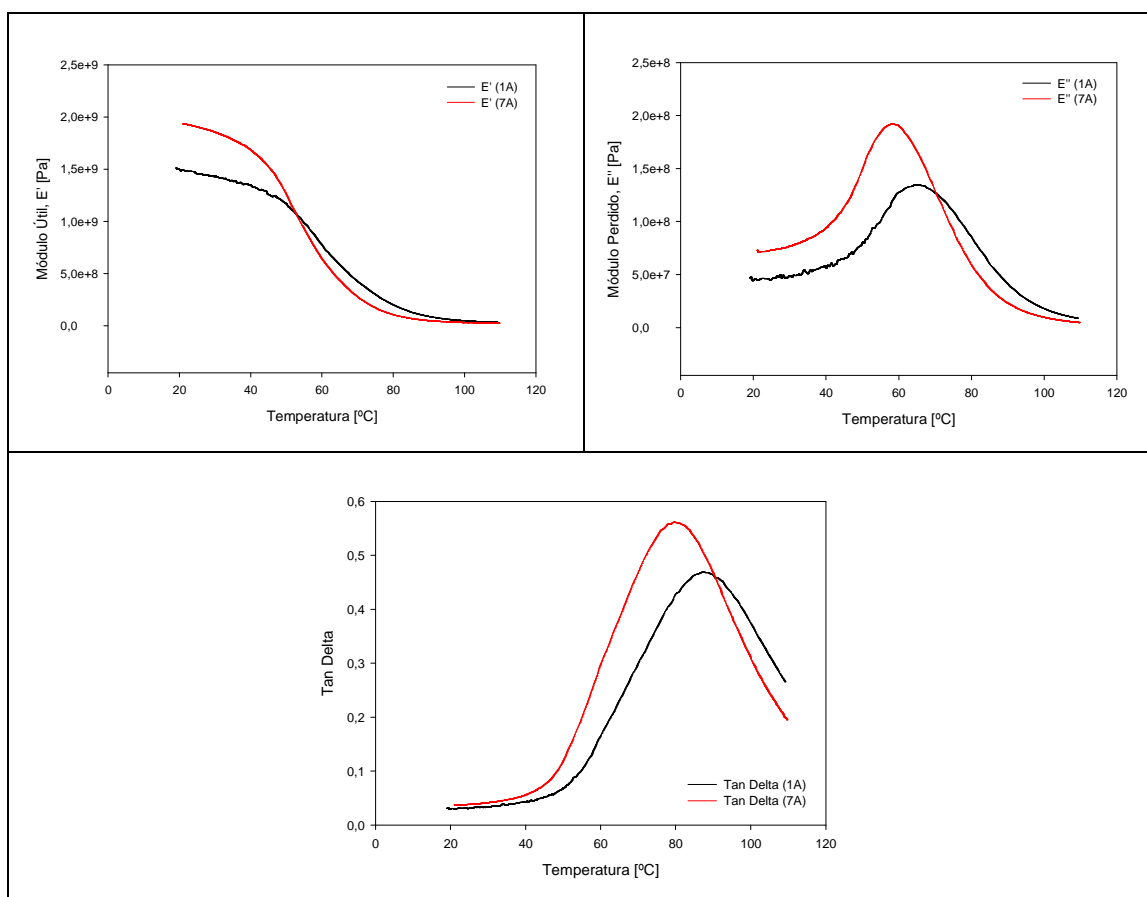 2,5e+9
2,0e+9
1,5e+9
1,0e+9
5,0e+8
0,0
Módulo Útil, E' [Pa]
E' (1A)
E' (7A)
0 20 40 60 80 100 120
Temperatura [ºC]
2,5e+8
2,0e+8
1,5e+8
1,0e+8
5,0e+7
0,0
Módulo Perdido, E'' [Pa]
E'' (1A)
E'' (7A)
0 20 40 60 80 100 120
Temperatura [ºC]
0,6
0,5
0,4
0,3
0,2
0,1
0,0
Tan Delta
Tan Delta (1A)
Tan Delta (7A)
0 20 40 60 80 100 120
Temperatura [ºC]